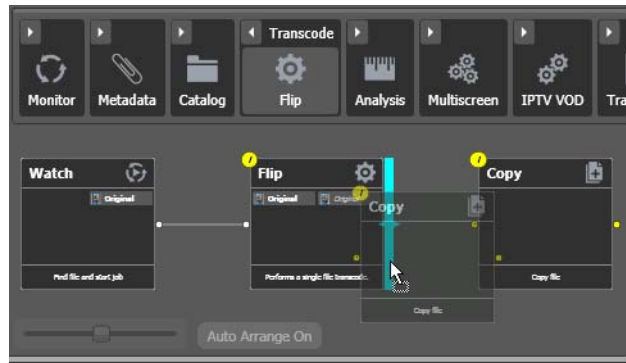 Transcode
Monitor
Metadata
Catalog
Flip
Analysis
Multiscreen
IPTV VOD
Tra
Watch
Flip
Copy
Original
Original
Copy
Find file and start job
Performs a single file transcode.
Copy file
Copy file
Auto Arrange On